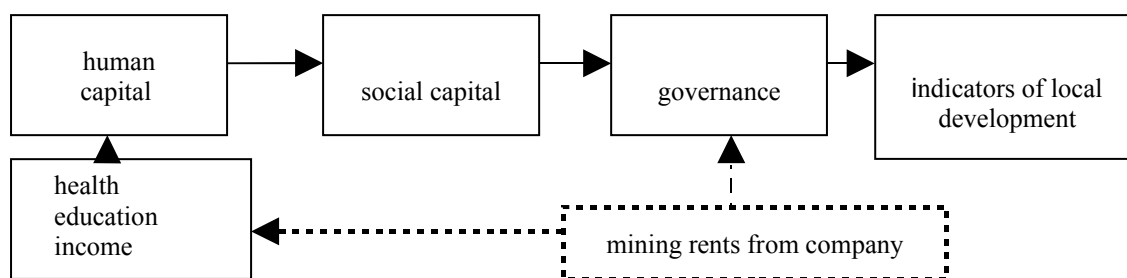 human
capital
social capital
governance
indicators of local
development
health
education
income
mining rents from company